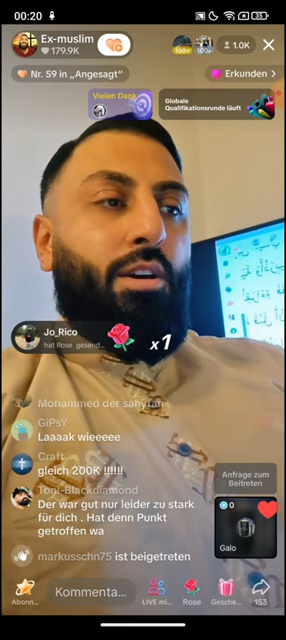 00:20
35
Ex-muslim
179.9K
100+
100+
1.0K
Nr. 59 in „Angesagt“
Erkunden >
Vielen Dank
Globale
Qualifikationsrunde läuft
Jo_Rico
hat Rose gesend...
x1
Mohammed der sahytan
GiPsY
Laaaak wieeeee
Craft
gleich 200K !!!!!!
Toni-Blackdiamond
Der war gut nur leider zu stark
für dich . Hat denn Punkt
getroffen wa
markusschn75 ist beigetreten
Anfrage zum
Beitreten
0
Galo
Abonn...
Kommenta...
LIVE mi...
Rose
Gesche...
153